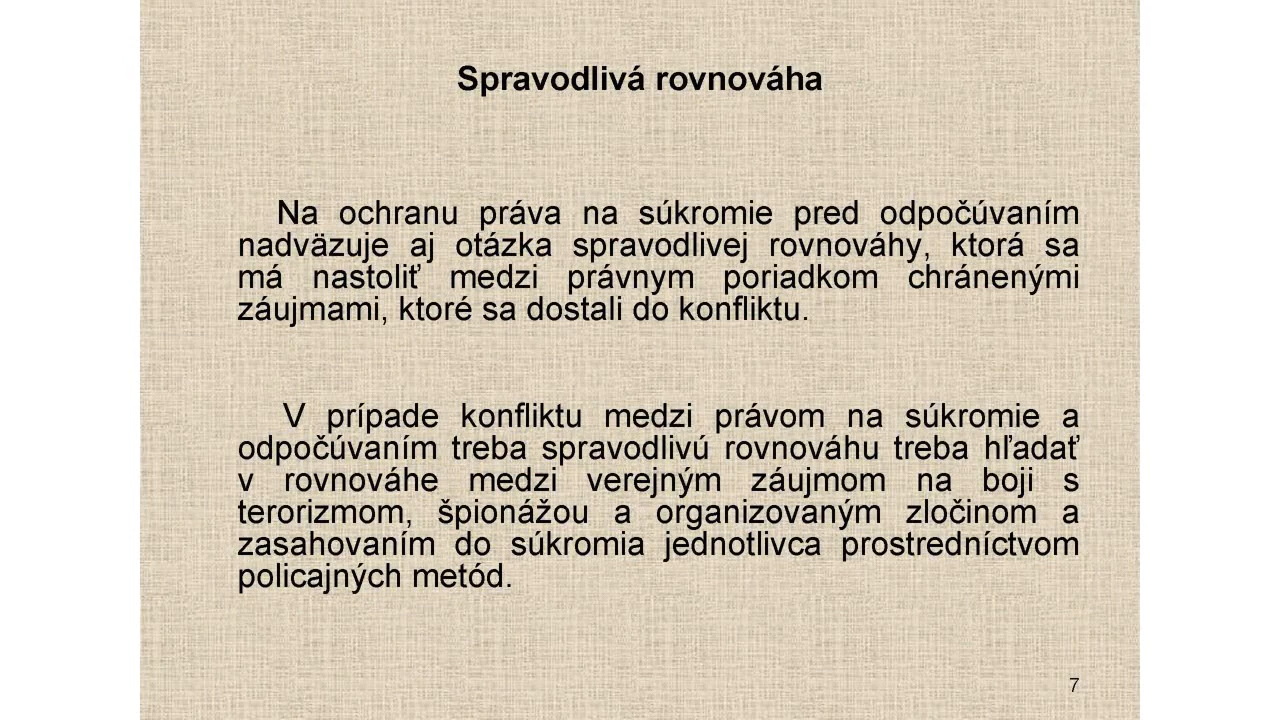 Spravodlivá rovnováha
Na ochranu práva na súkromie pred odpočúvaním
nadväzuje aj otázka spravodlivej rovnováhy, ktorá sa
má nastoliť medzi právnym poriadkom chránenými
záujmami, ktoré sa dostali do konfliktu.
V prípade konfliktu medzi právom na súkromie a
odpočúvaním treba spravodlivú rovnováhu treba hľadať
v rovnováhe medzi verejným záujmom na boji s
terorizmom, špionážou a organizovaným zločinom a
zasahovaním do súkromia jednotlivca prostredníctvom
policajných metód.
7